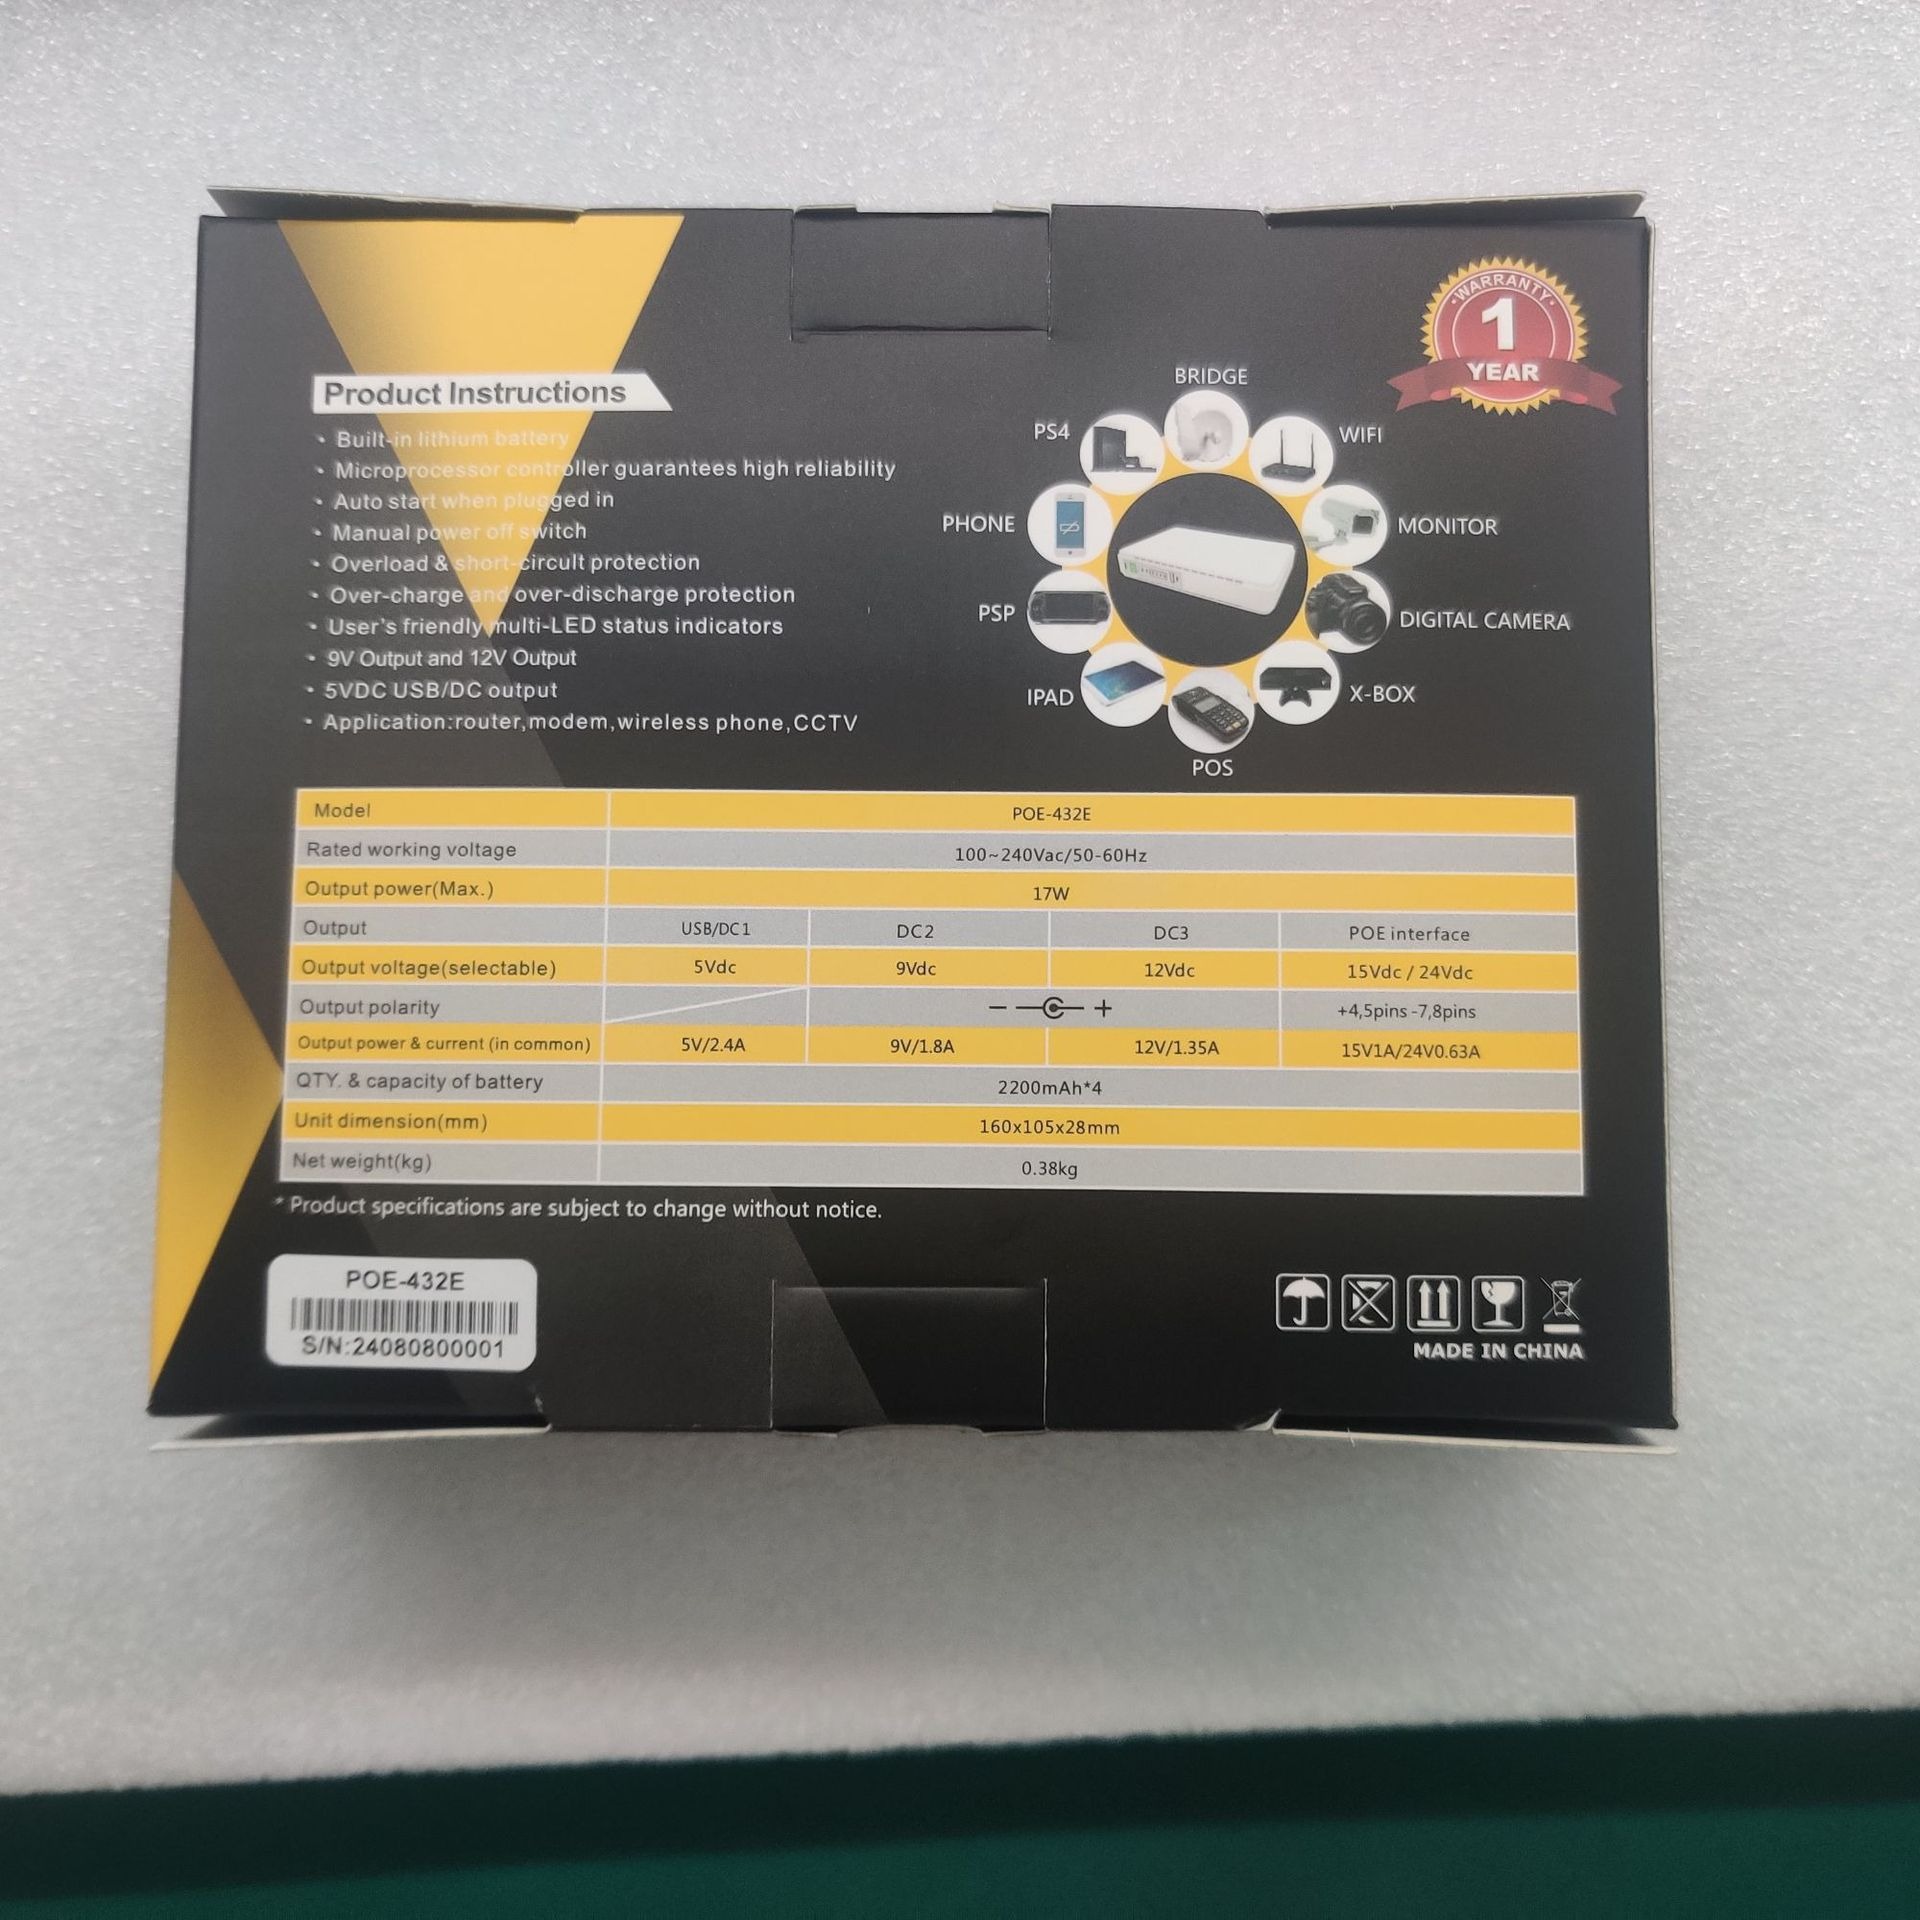 WARRANTY
1
YEAR
Product Instructions
• Built-in lithium battery
• Microprocessor controller guarantees high reliability
• Auto start when plugged in
• Manual power off switch
• Overload & short-circult protection
• Over-charge and over-discharge protection
• User's friendly multi-LED status indicators
• 9V Output and 12V Output
• 5VDC USB/DC output
• Application:router,modem,wireless phone,CCTV
BRIDGE
PS4
WIFI
PHONE
MONITOR
PSP
DIGITAL CAMERA
IPAD
X-BOX
POS
Model POE-432E
Rated working voltage 100~240Vac/50-60Hz
Output power(Max.) 17W
Output USB/DC1 DC2 DC3 POE interface
Output voltage(selectable) 5Vdc 9Vdc 12Vdc 15Vdc / 24Vdc
Output polarity − + +4,5pins -7,8pins
Output power & current (in common) 5V/2.4A 9V/1.8A 12V/1.35A 15V1A/24V0.63A
QTY. & capacity of battery 2200mAh*4
Unit dimension(mm) 160x105x28mm
Net weight(kg) 0.38kg
* Product specifications are subject to change without notice.
POE-432E
S/N:24080800001
MADE IN CHINA